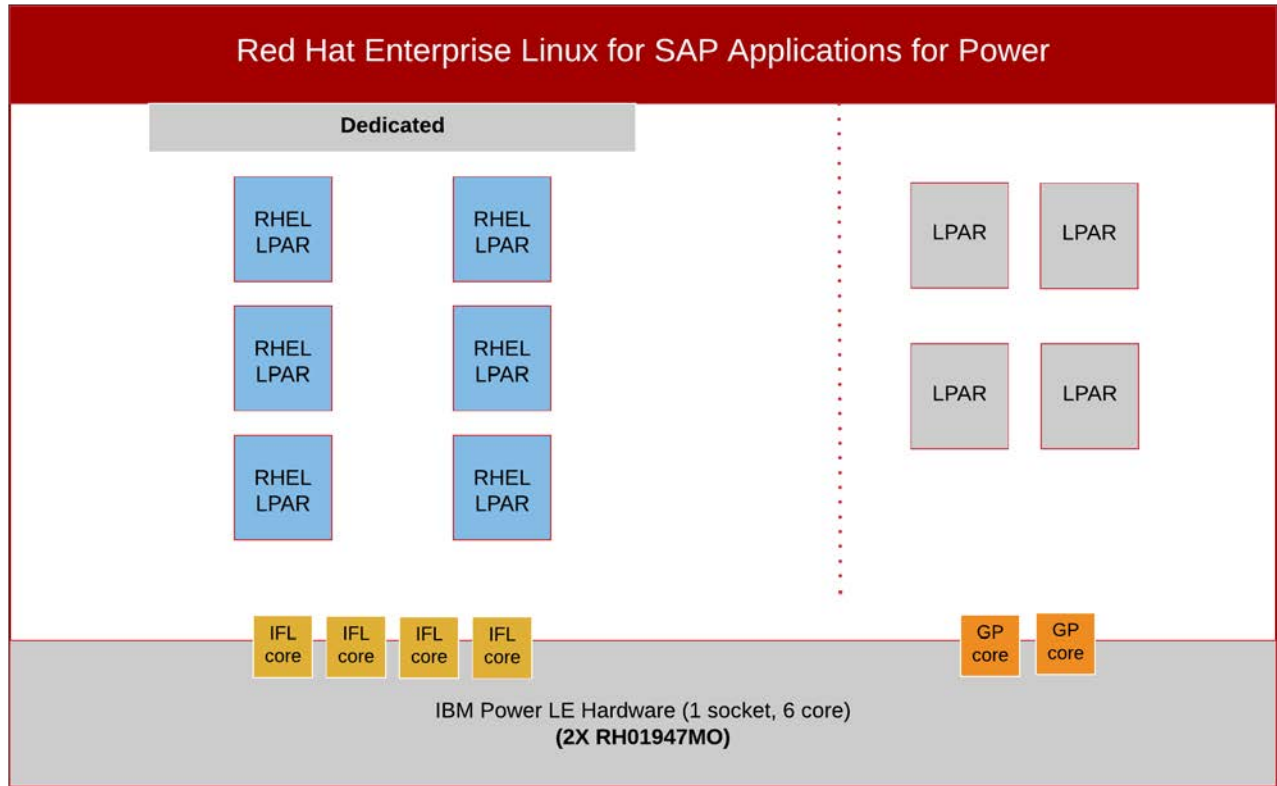 Red Hat Enterprise Linux for SAP Applications for Power
Dedicated
RHEL
LPAR
RHEL
LPAR
LPAR
LPAR
RHEL
LPAR
RHEL
LPAR
LPAR
LPAR
RHEL
LPAR
RHEL
LPAR
IFL
core
IFL
core
IFL
core
IFL
core
GP
core
GP
core
IBM Power LE Hardware (1 socket, 6 core)
(2X RH01947MO)